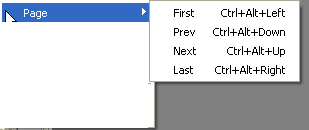 Page
First Ctrl+Alt+Left
Prev Ctrl+Alt+Down
Next Ctrl+Alt+Up
Last Ctrl+Alt+Right